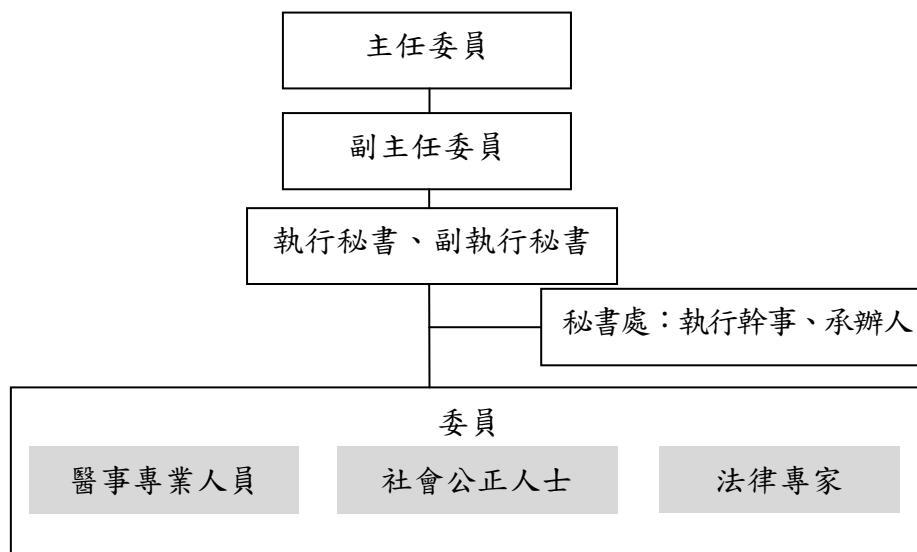 主任委員
副主任委員
執行秘書、副執行秘書
秘書處：執行幹事、承辦人
委員
醫事專業人員
社會公正人士
法律專家